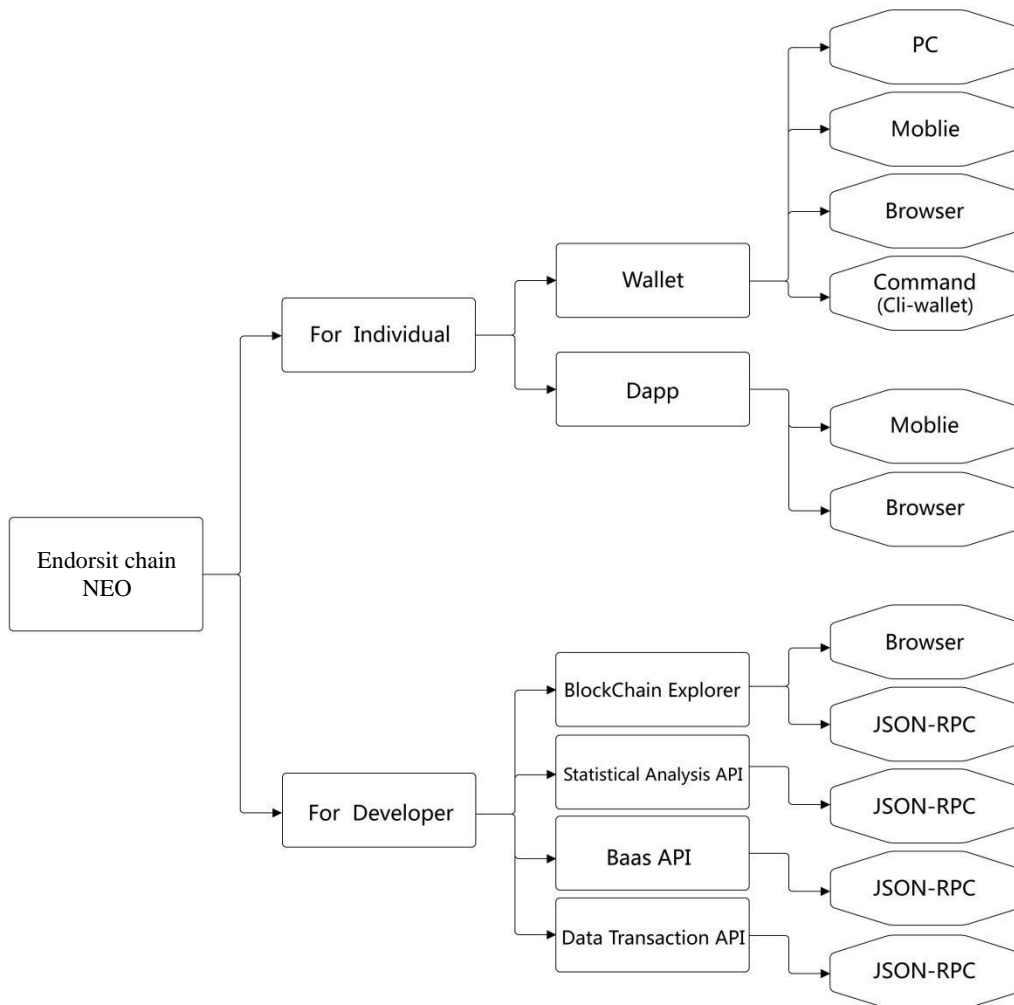 PC
Moblie
Browser
Wallet
Command
(Cli-wallet)
For Individual
Dapp
Moblie
Browser
Endorsit chain
NEO
Browser
BlockChain Explorer
JSON-RPC
Statistical Analysis API
JSON-RPC
For Developer
Baas API
JSON-RPC
Data Transaction API
JSON-RPC